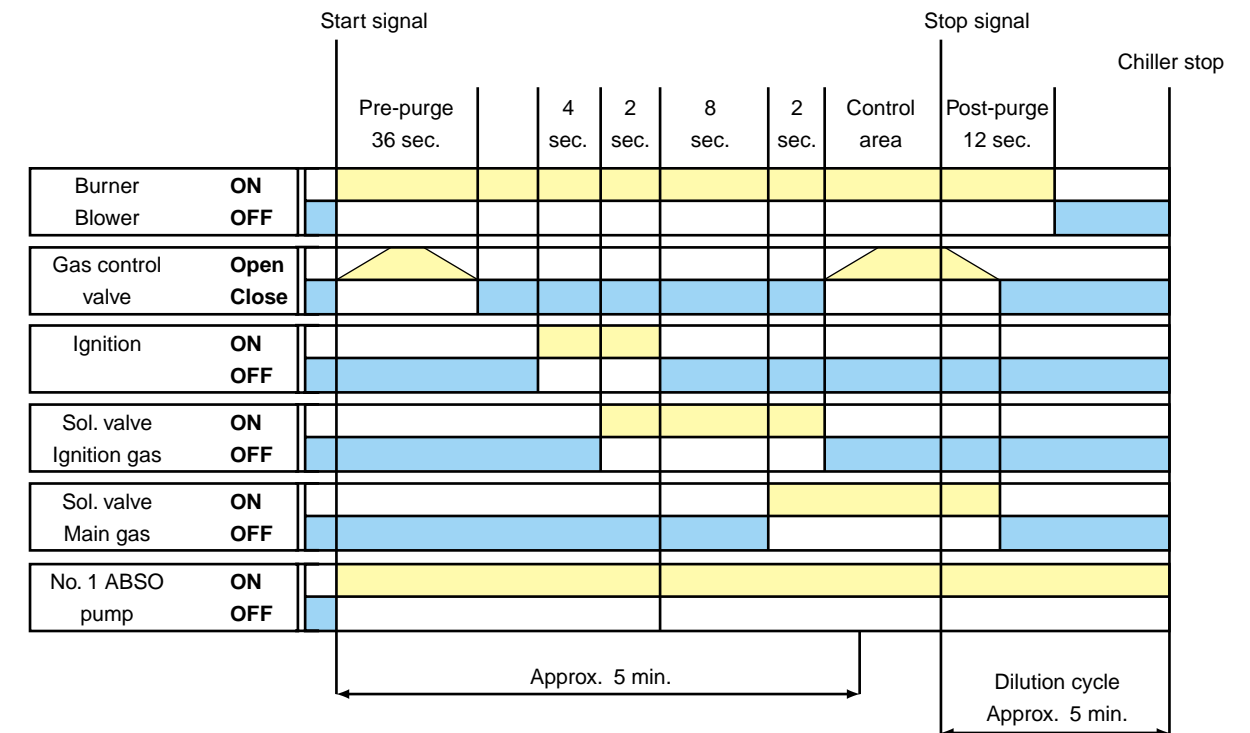 Start signal
Stop signal
Chiller stop
Pre-purge 4 2 8 2 Control Post-purge
36 sec. sec. sec. sec. sec. area 12 sec.
Burner ON
Blower OFF
Gas control Open
valve Close
Ignition ON
OFF
Sol. valve ON
Ignition gas OFF
Sol. valve ON
Main gas OFF
No. 1 ABSO ON
pump OFF
Approx. 5 min.
Dilution cycle
Approx. 5 min.